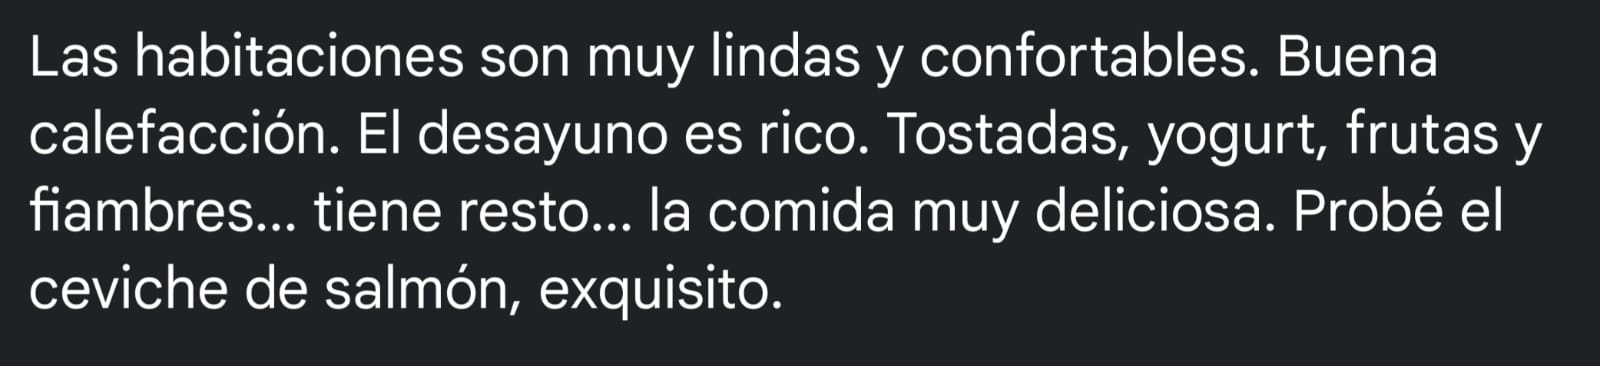 Las habitaciones son muy lindas y confortables. Buena
calefacción. El desayuno es rico. Tostadas, yogurt, frutas y
fiambres... tiene resto... la comida muy deliciosa. Probé el
ceviche de salmón, exquisito.